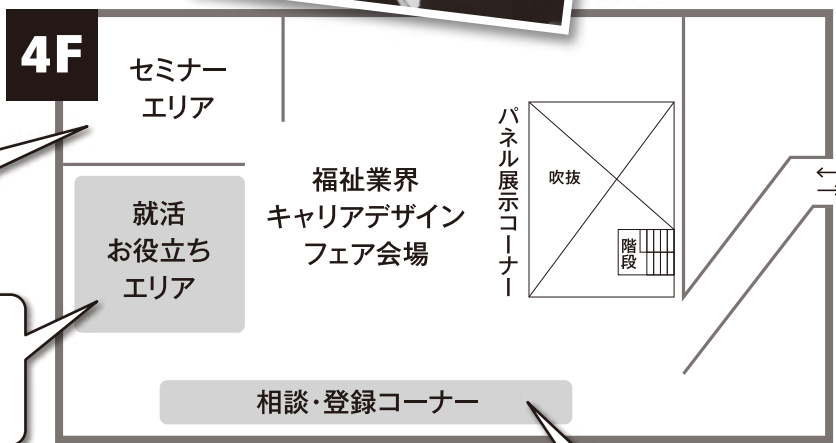 4F
セミナー
エリア
就活
お役立ち
エリア
福祉業界
キャリアデザイン
フェア会場
パネル展示コーナー
吹抜
階段
相談・登録コーナー